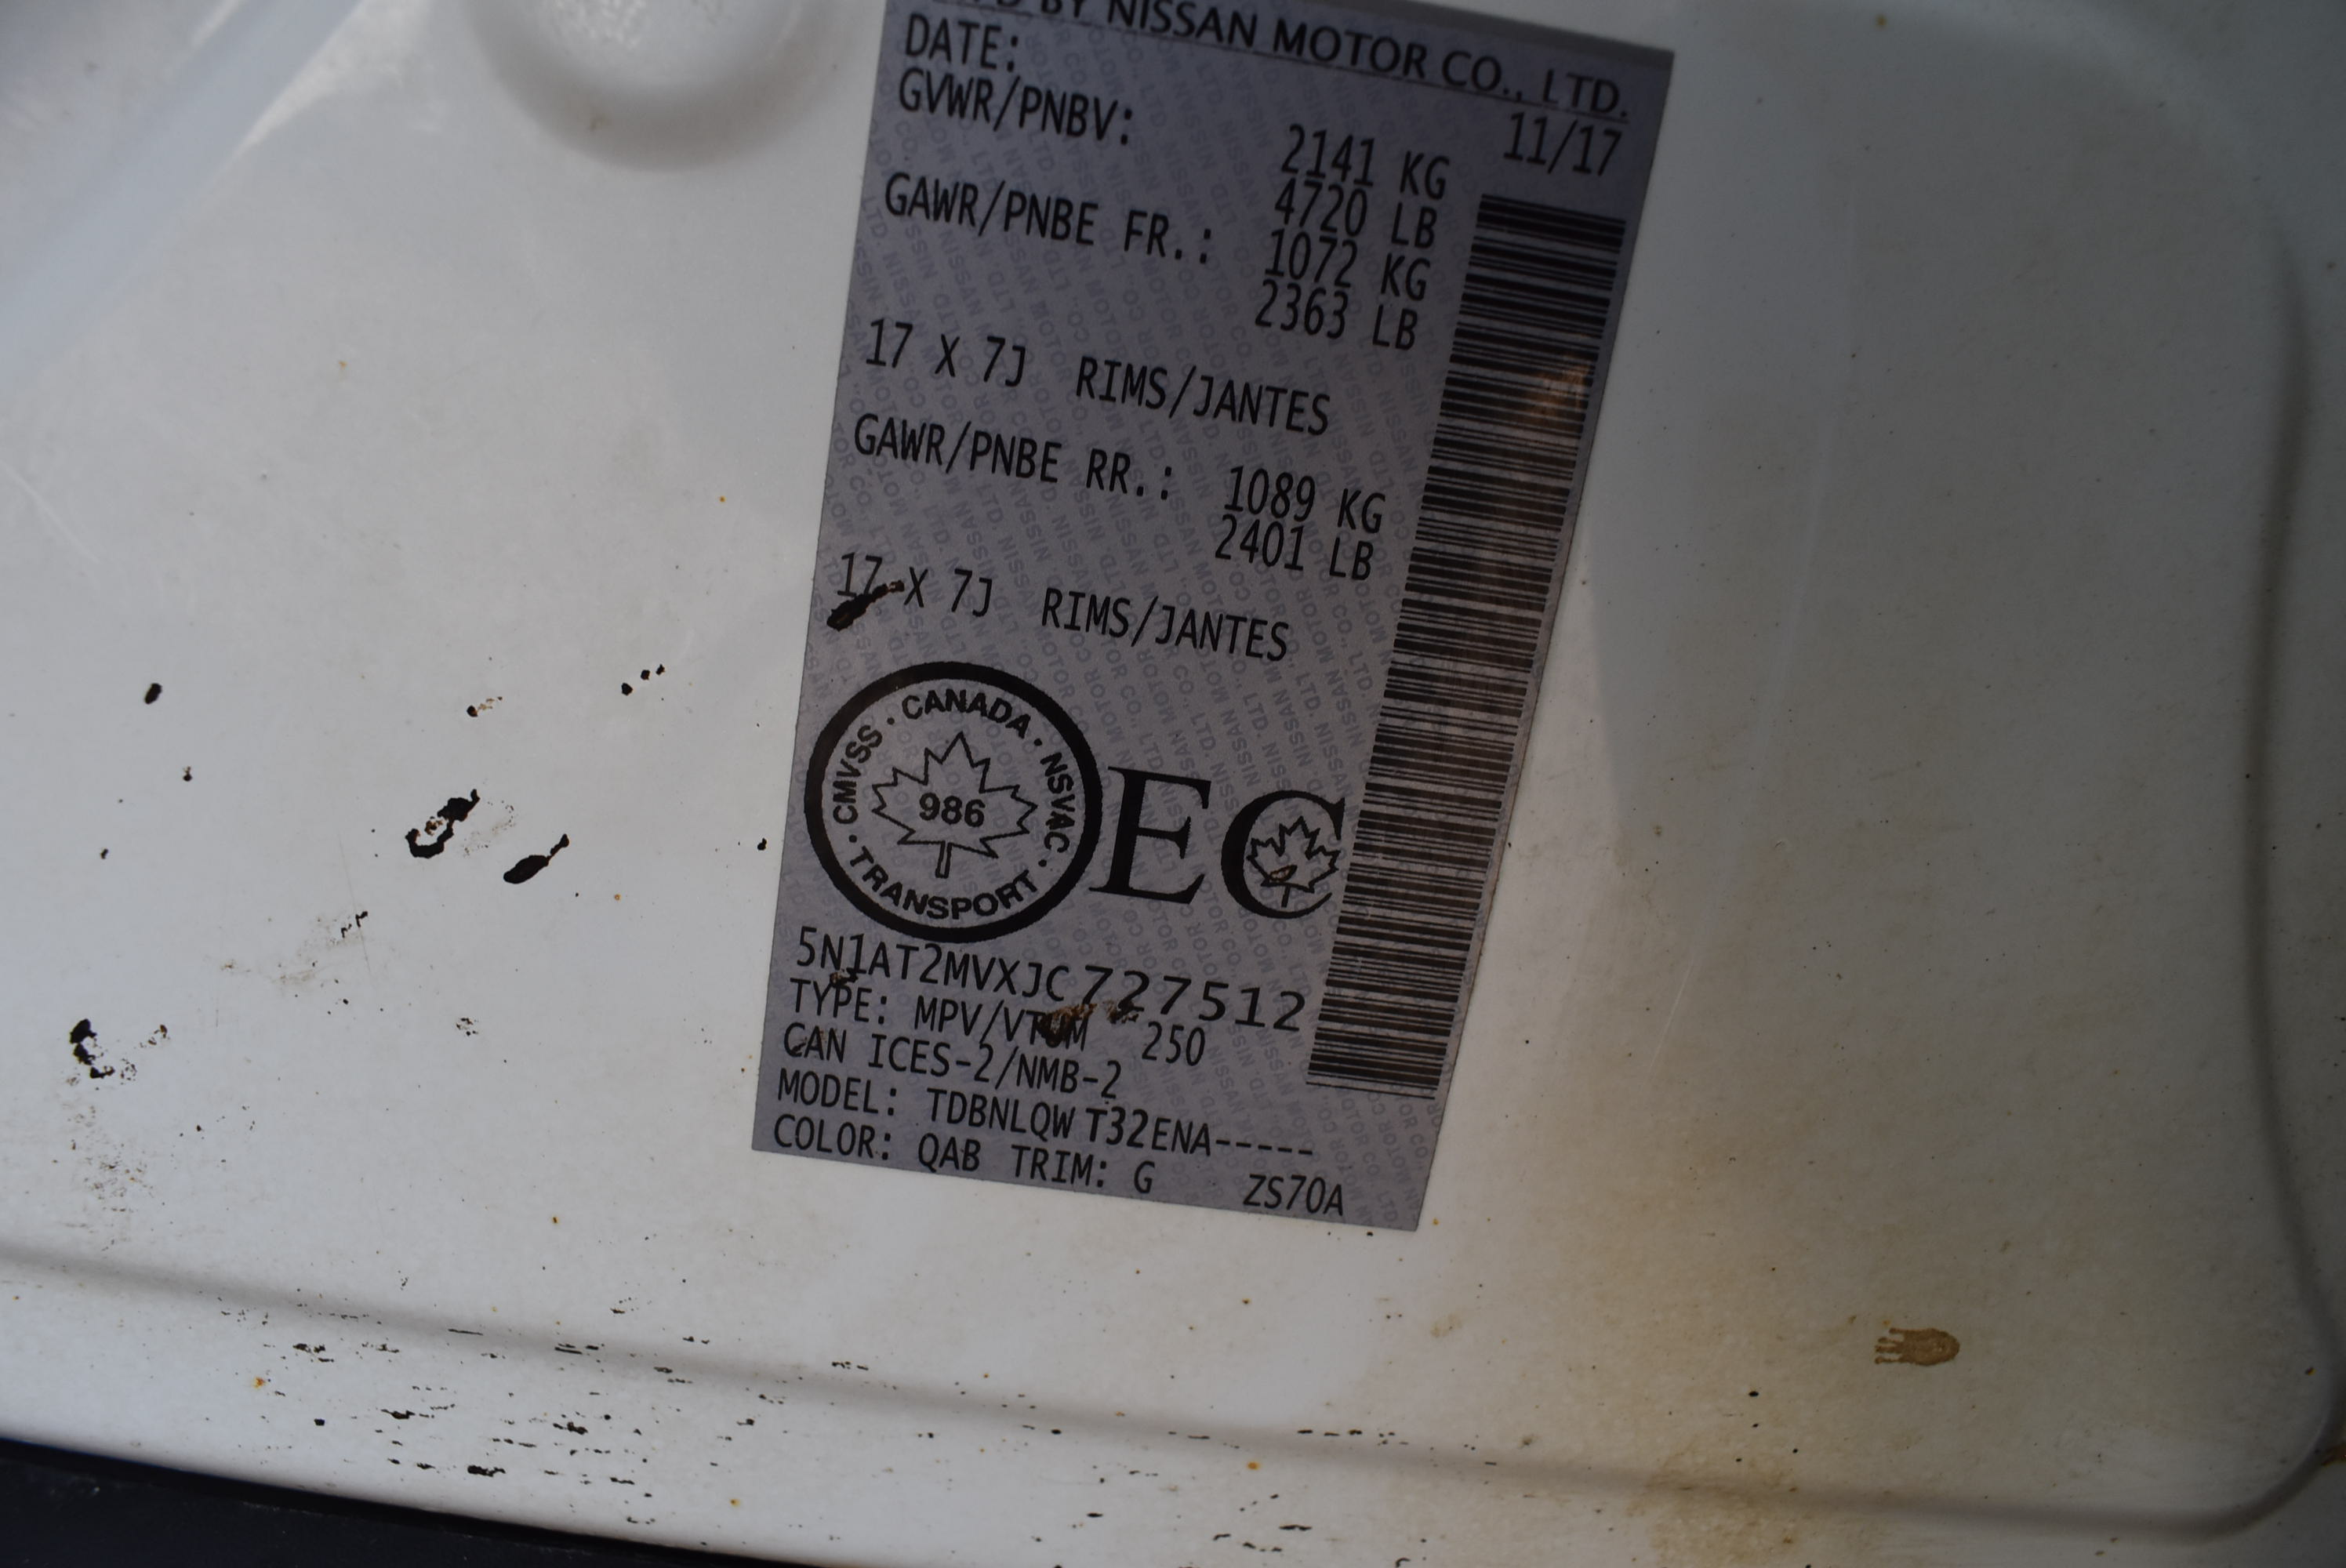 BY NISSAN MOTOR CO., LTD.
DATE: 11/17
GVWR/PNBV: 2141 KG
4720 LB
GAWR/PNBE FR.: 1072 KG
2363 LB
17 X 7J RIMS/JANTES
GAWR/PNBE RR.: 1089 KG
2401 LB
17 X 7J RIMS/JANTES
CMVSS · CANADA · NSVAC · TRANSPORT ·
986
EC
5N1AT2MVXJC727512
TYPE: MPV/VTUM 250
CAN ICES-2/NMB-2
MODEL: TDBNLQW T32ENA-----
COLOR: QAB TRIM: G ZS70A